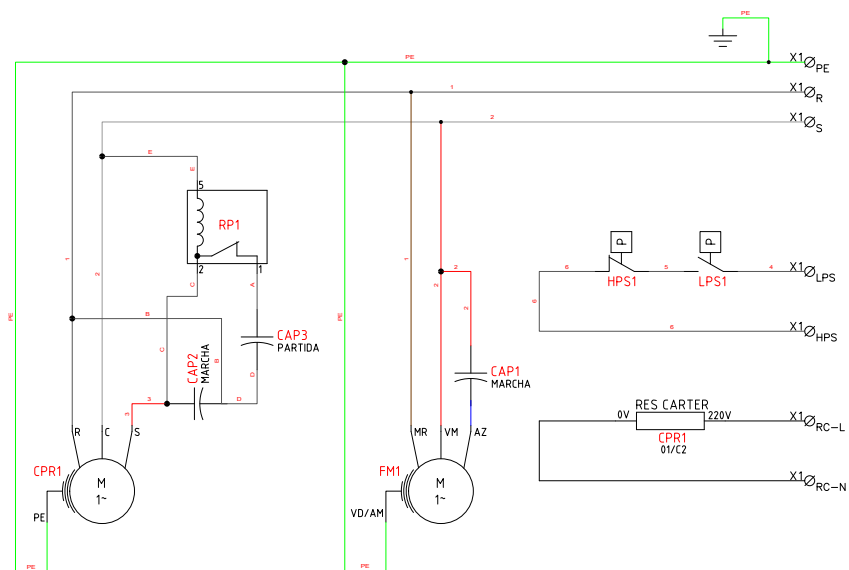 PE
X1
PE
PE
1
X1
R
2
X1
S
E
E
5
RP1
2
1
1
2
C
A
B
C
B
CAP3
PARTIDA
CAP2
MARCHA
D
D
3
3
R
C
S
CPR1
M
1~
PE
PE
PE
PE
1
2
2
2
CAP1
MARCHA
MR
VM
AZ
FM1
M
1~
VD/AM
PE
P
P
6
HPS1
5
LPS1
4
X1
LPS
6
6
X1
HPS
RES CARTER
0V
220V
X1
RC-L
CPR1
01/C2
X1
RC-N